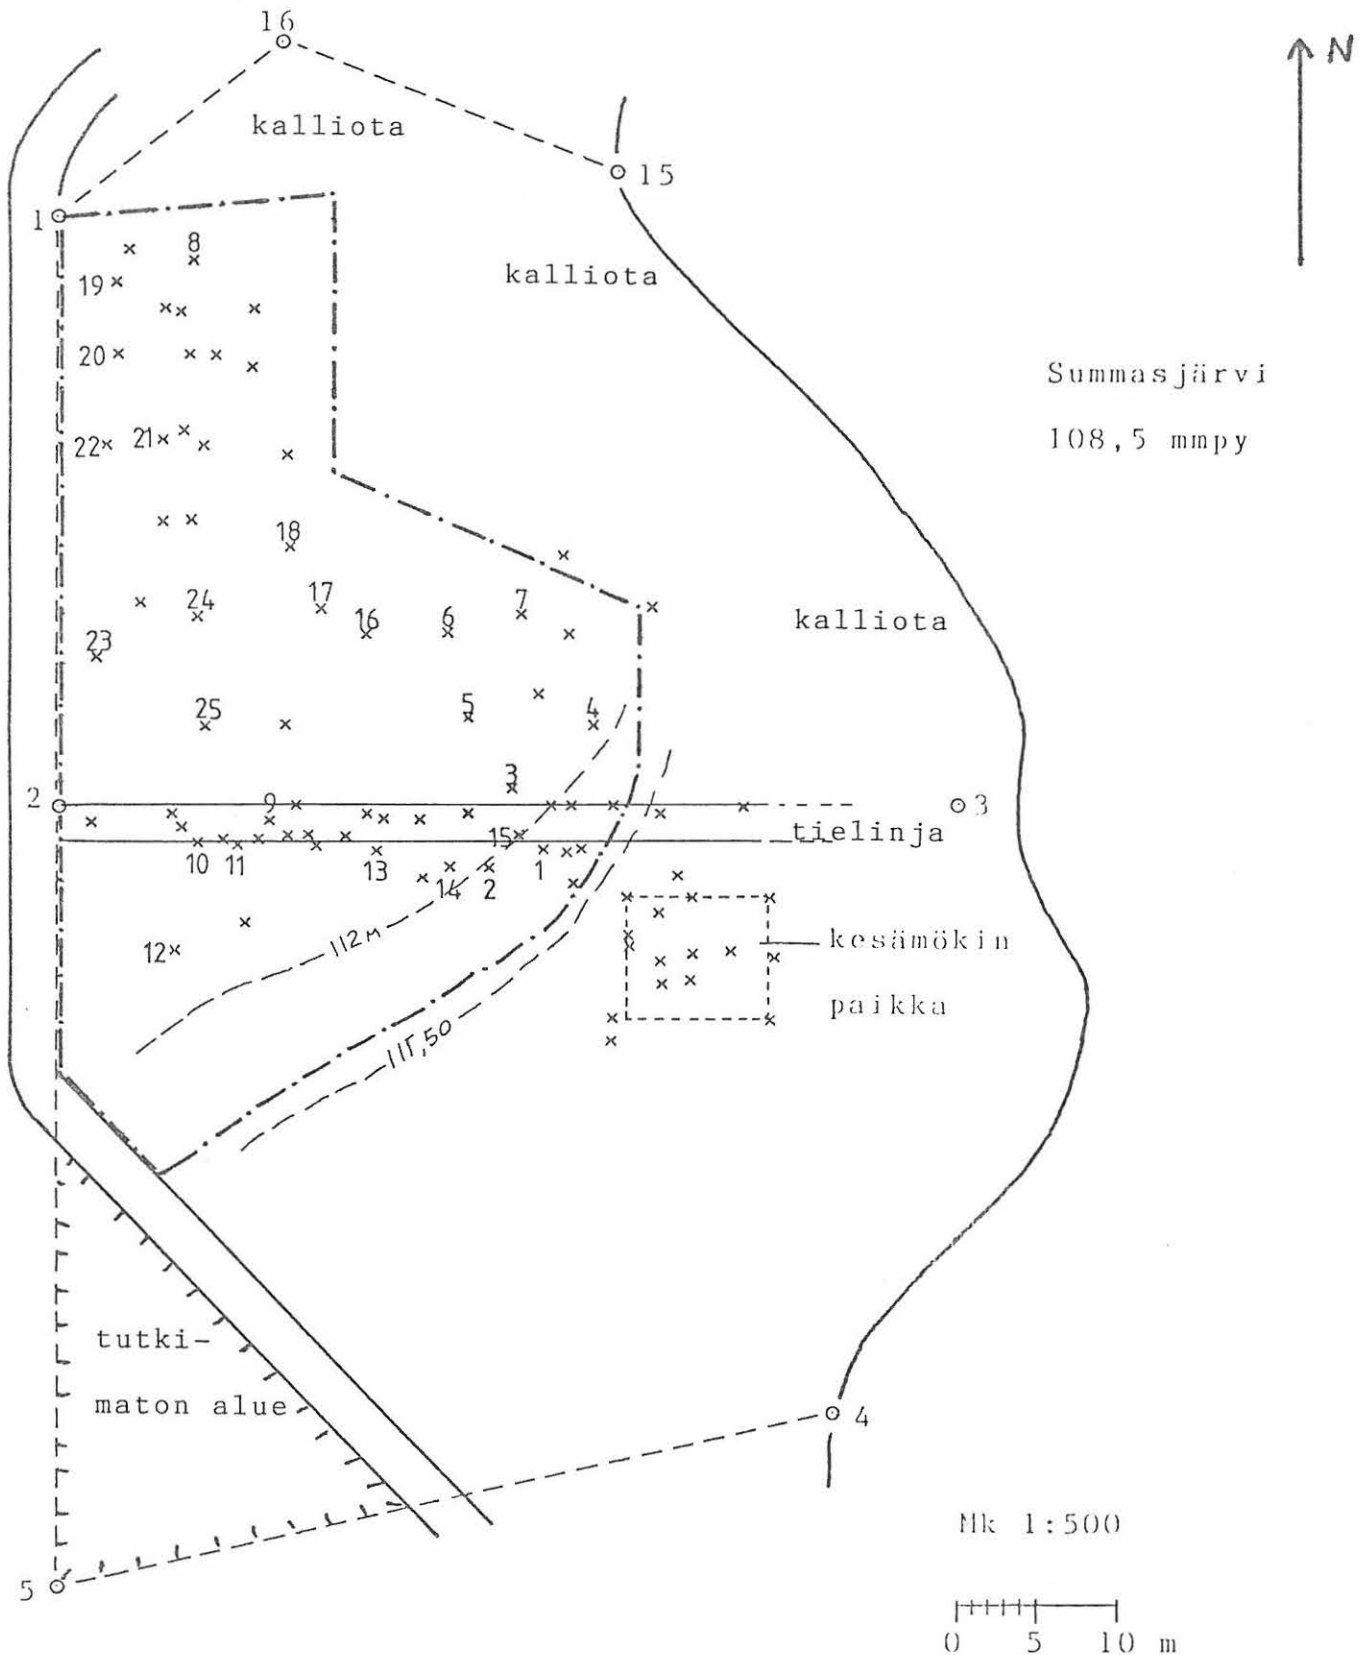 16
N
kalliota
15
1
8
kalliota
19
Summasjärvi
20
22 21
108,5 mmpy
18
24 17 16 6 7
kalliota
23
25 5 4
3
2 9 3
15 tielinja
10 11 13 1
14 2
112 m
12
kesämökin
paikka
111,50
tutki-
maton alue
4
Mk 1:500
5
0 5 10 m